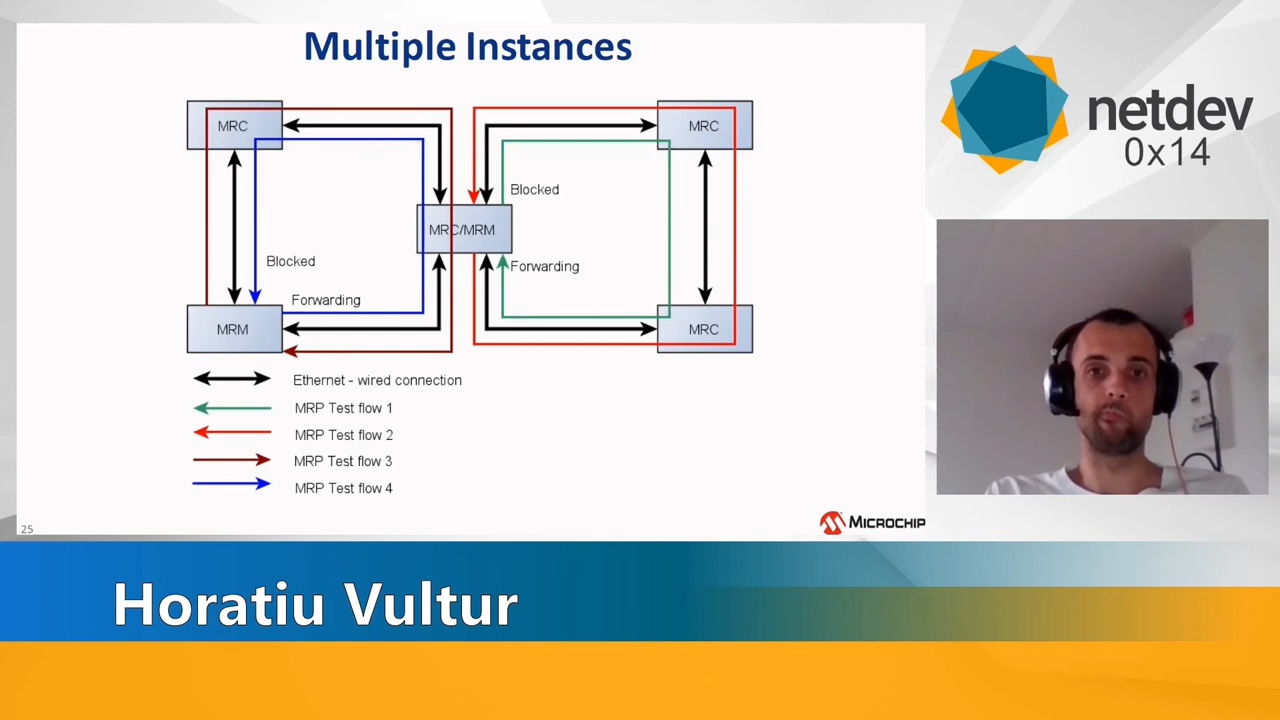 Multiple Instances
MRC
MRC
Blocked
MRC/MRM
Blocked
Forwarding
Forwarding
MRM
MRC
Ethernet - wired connection
MRP Test flow 1
MRP Test flow 2
MRP Test flow 3
MRP Test flow 4
25
MICROCHIP
netdev
0x14
Horatiu Vultur